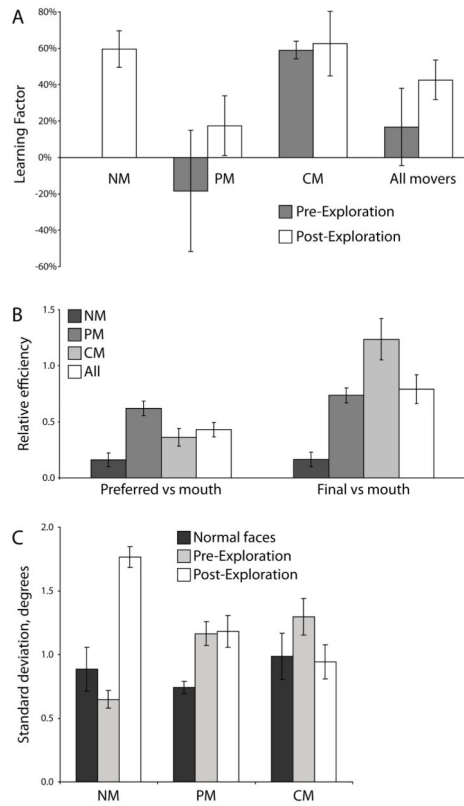 A
80%
60%
40%
20%
0%
-20%
-40%
-60%
Learning Factor
NM
PM
CM
All movers
Pre-Exploration
Post-Exploration
B
1.5
1.0
0.5
0
Relative efficiency
NM
PM
CM
All
Preferred vs mouth
Final vs mouth
C
2.0
1.5
1.0
0.5
0
Standard deviation, degrees
Normal faces
Pre-Exploration
Post-Exploration
NM
PM
CM